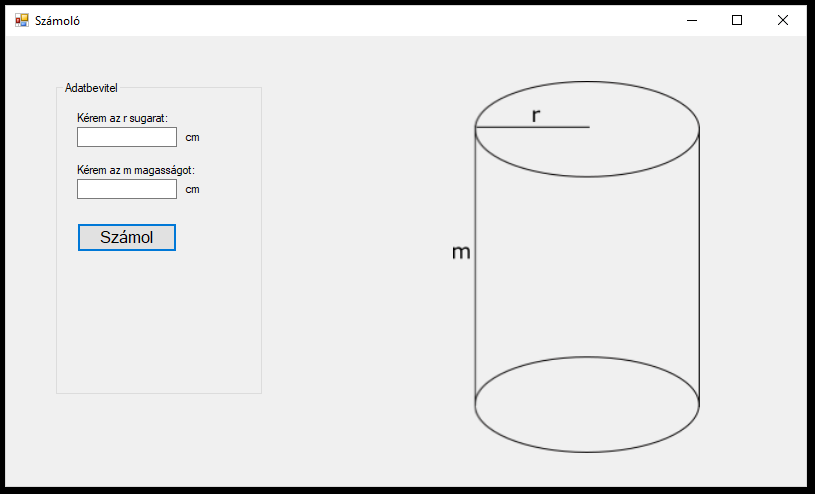 Számoló
Adatbevitel
Kérem az r sugarat:
cm
Kérem az m magasságot:
cm
Számol
r
m